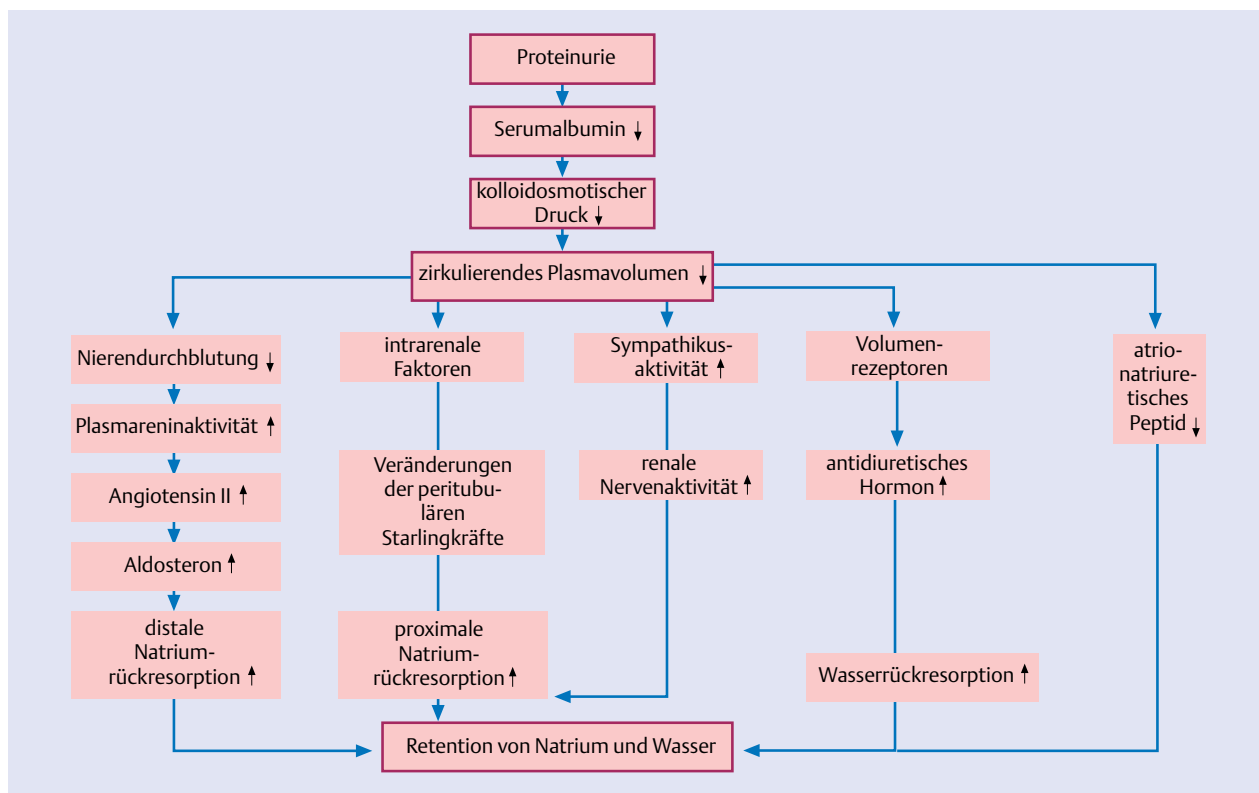 Proteinurie
Serumalbumin ↓
kolloidosmotischer
Druck ↓
zirkulierendes Plasmavolumen ↓
Nierendurchblutung ↓
Plasmareninaktivität ↑
Angiotensin II ↑
Aldosteron ↑
distale
Natrium-
rückresorption ↑
intrarenale
Faktoren
Veränderungen
der peritubu-
lären
Starlingkräfte
proximale
Natrium-
rückresorption ↑
Sympathikus-
aktivität ↑
renale
Nervenaktivität ↑
Volumen-
rezeptoren
antidiuretisches
Hormon ↑
Wasserrückresorption ↑
atrio-
natriure-
tisches
Peptid ↓
Retention von Natrium und Wasser